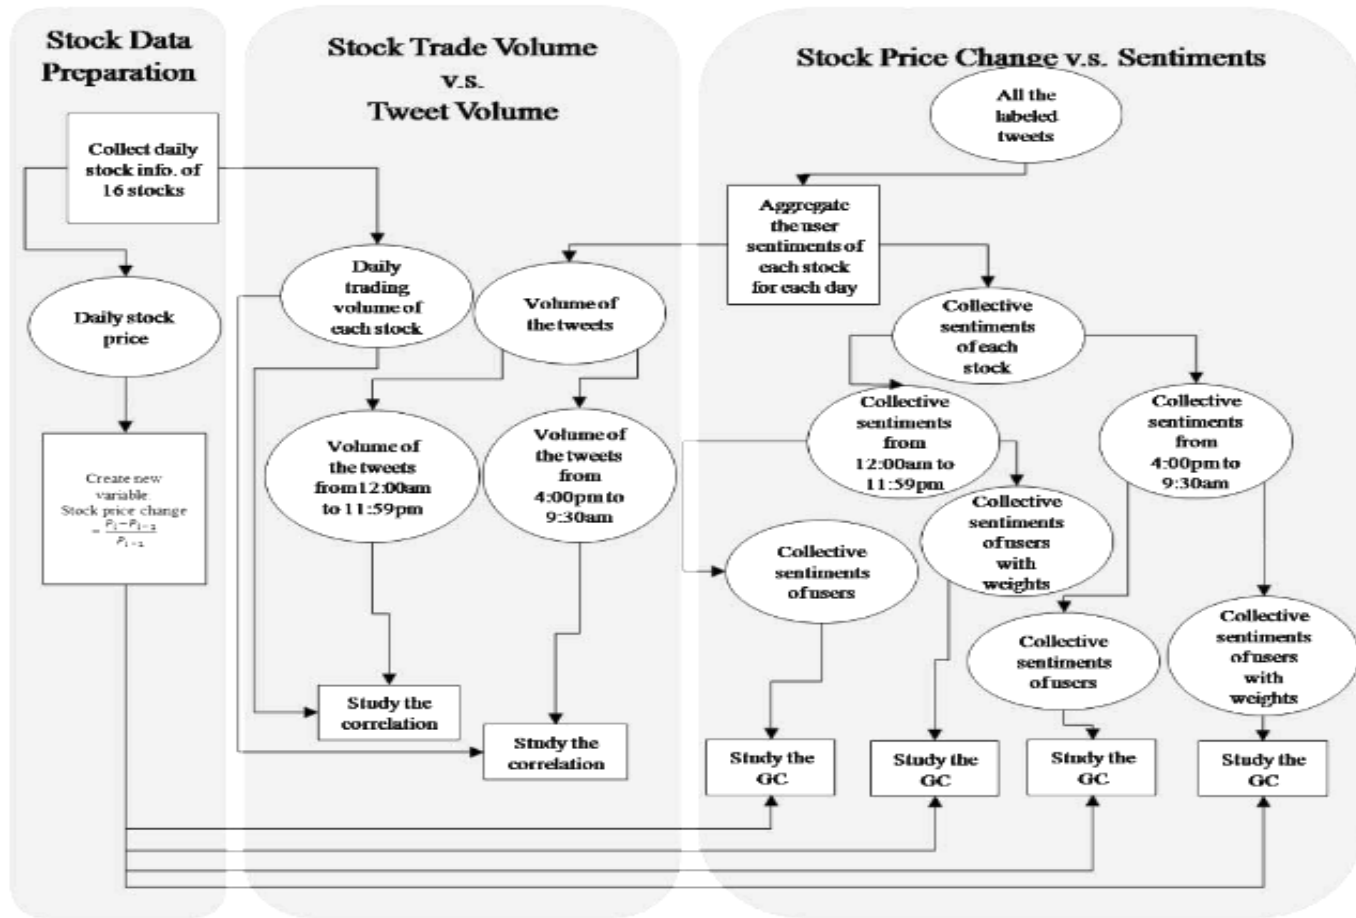 Stock Data
Preparation
Collect daily
stock info. of
16 stocks
Daily stock
price
Create new
variable:
Stock price change
Stock Trade Volume
v.s.
Tweet Volume
Daily
trading
volume of
each stock
Volume of
the tweets
Volume of
the tweets
from 12:00am
to 11:59pm
Volume of
the tweets
from
4:00pm to
9:30am
Study the
correlation
Study the
correlation
Stock Price Change v.s. Sentiments
All the
labeled
tweets
Aggregate
the user
sentiments of
each stock
for each day
Collective
sentiments
of each
stock
Collective
sentiments
from
12:00am to
11:59pm
Collective
sentiments
from
4:00pm to
9:30am
Collective
sentiments
of users
Collective
sentiments
of users
with
weights
Collective
sentiments
of users
Collective
sentiments
of users
with
weights
Study the
GC
Study the
GC
Study the
GC
Study the
GC